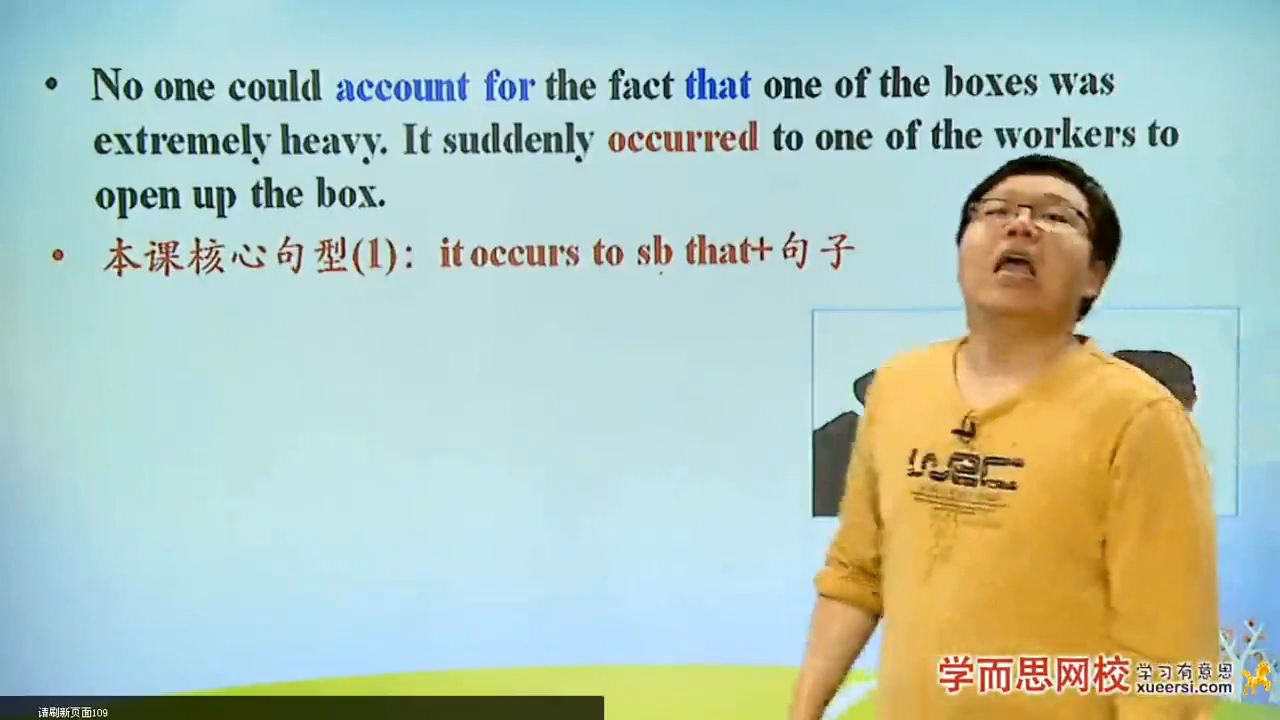 • No one could account for the fact that one of the boxes was
extremely heavy. It suddenly occurred to one of the workers to
open up the box.
• 本课核心句型(1)：it occurs to sb that+句子
学而思网校
学习有意思
xueersi.com
请刷新页面109